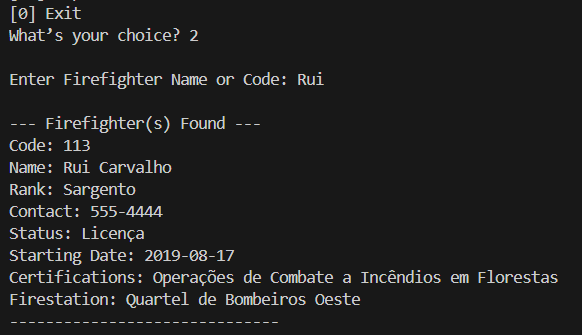 [0] Exit
What’s your choice? 2
Enter Firefighter Name or Code: Rui
--- Firefighter(s) Found ---
Code: 113
Name: Rui Carvalho
Rank: Sargento
Contact: 555-4444
Status: Licença
Starting Date: 2019-08-17
Certifications: Operações de Combate a Incêndios em Florestas
Firestation: Quartel de Bombeiros Oeste
------------------------------